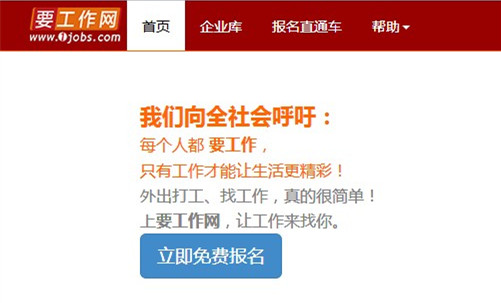 要工作网
www.1jobs.com
首页 企业库 报名直通车 帮助
我们向全社会呼吁：
每个人都 要工作，
只有工作才能让生活更精彩！
外出打工、找工作，真的很简单！
上要工作网，让工作来找你。
立即免费报名